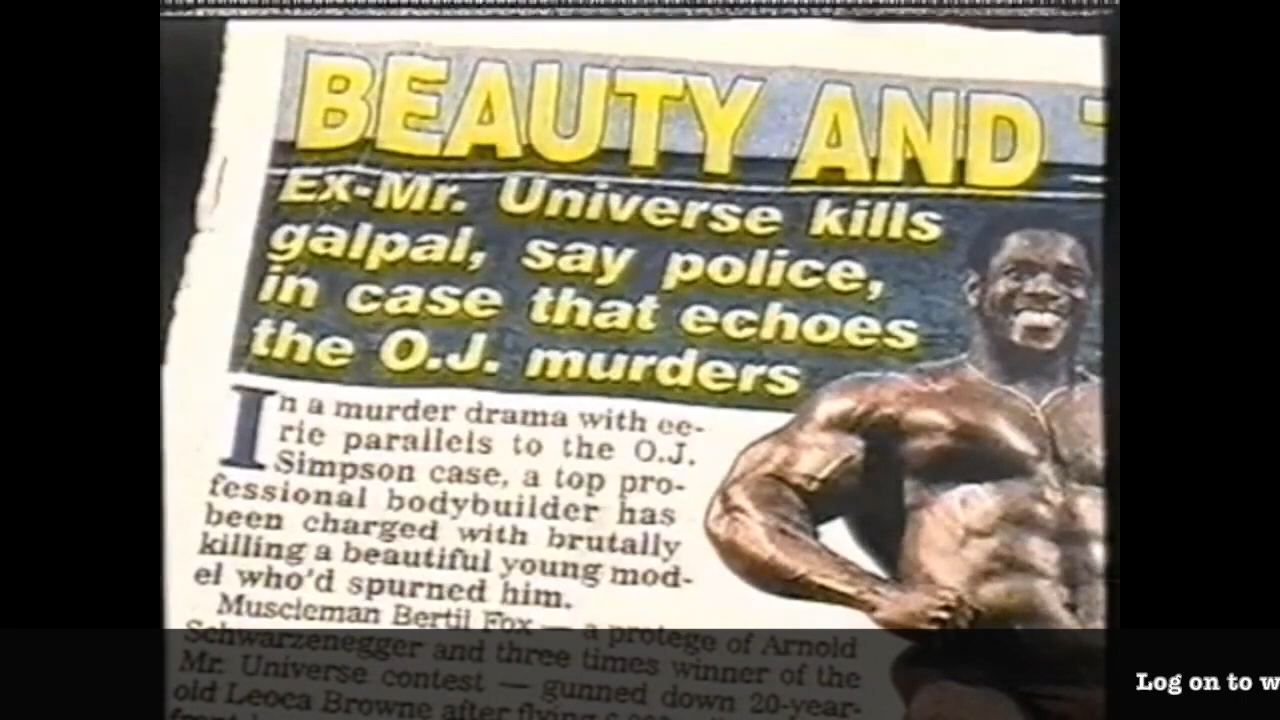 BEAUTY AND
Ex-Mr. Universe kills
galpal, say police,
in case that echoes
the O.J. murders
In a murder drama with ee-
rie parallels to the O.J.
Simpson case, a top pro-
fessional bodybuilder has
been charged with brutally
killing a beautiful young mod-
el who'd spurned him.
Muscleman Bertil Fox — a protege of Arnold
Schwarzenegger and three times winner of the
Mr. Universe contest — gunned down 20-year-
old Leoca Browne after flying
Log on to w